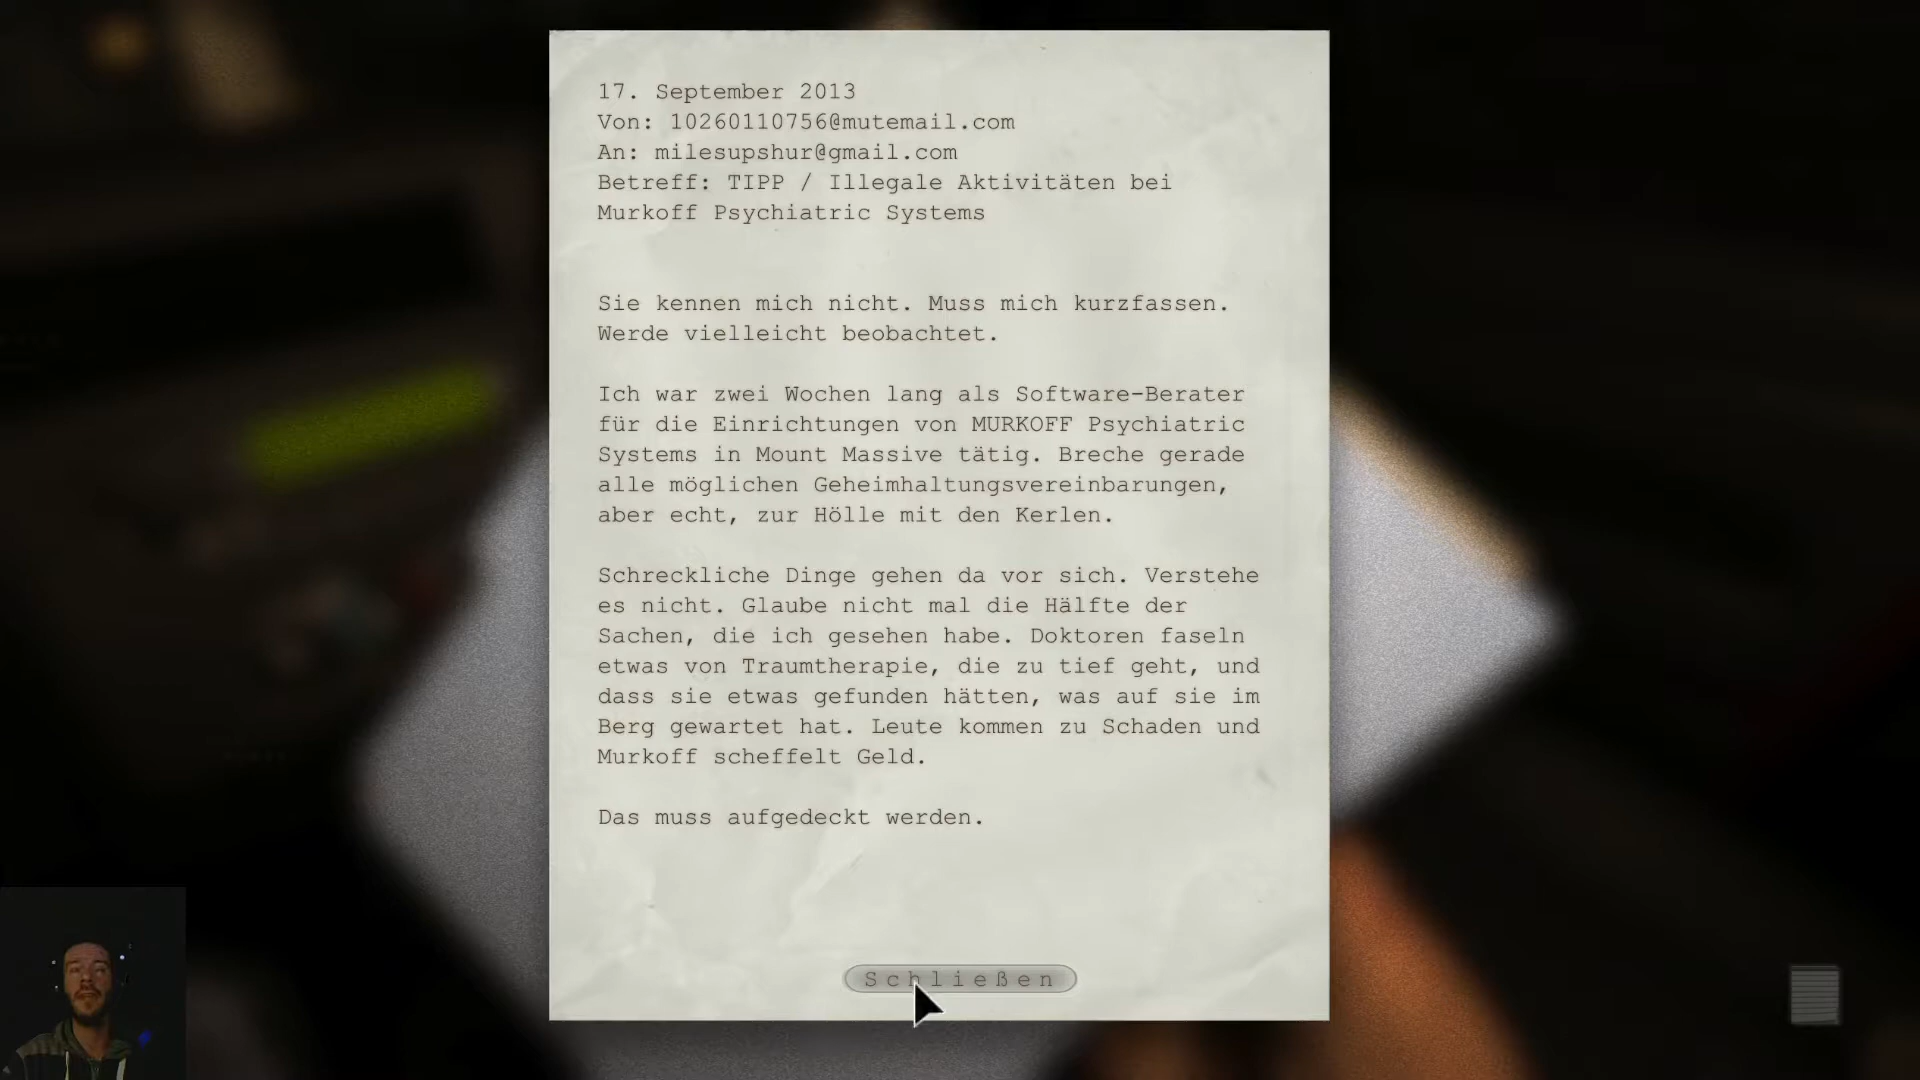 17. September 2013
Von: 10260110756@mutemail.com
An: milesupshur@gmail.com
Betreff: TIPP / Illegale Aktivitäten bei
Murkoff Psychiatric Systems
Sie kennen mich nicht. Muss mich kurzfassen.
Werde vielleicht beobachtet.
Ich war zwei Wochen lang als Software-Berater
für die Einrichtungen von MURKOFF Psychiatric
Systems in Mount Massive tätig. Breche gerade
alle möglichen Geheimhaltungsvereinbarungen,
aber echt, zur Hölle mit den Kerlen.
Schreckliche Dinge gehen da vor sich. Verstehe
es nicht. Glaube nicht mal die Hälfte der
Sachen, die ich gesehen habe. Doktoren faseln
etwas von Traumtherapie, die zu tief geht, und
dass sie etwas gefunden hätten, was auf sie im
Berg gewartet hat. Leute kommen zu Schaden und
Murkoff scheffelt Geld.
Das muss aufgedeckt werden.
Schließen